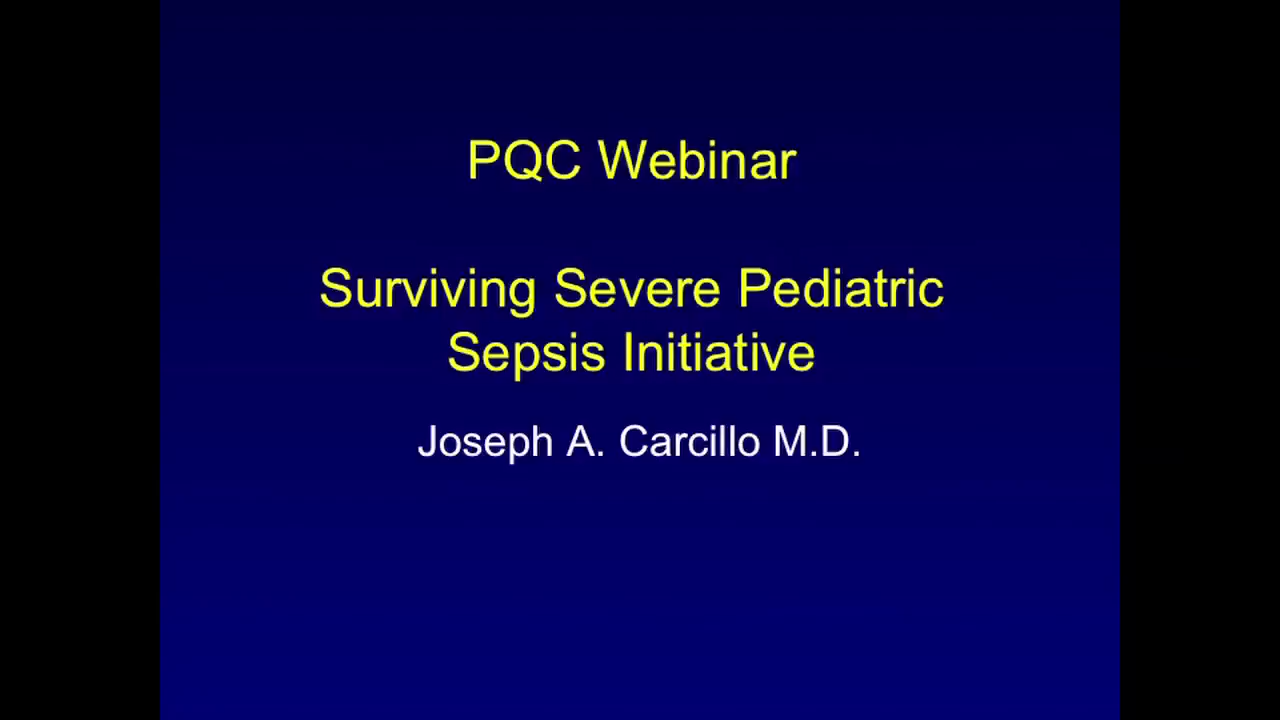 PQC Webinar
Surviving Severe Pediatric
Sepsis Initiative
Joseph A. Carcillo M.D.